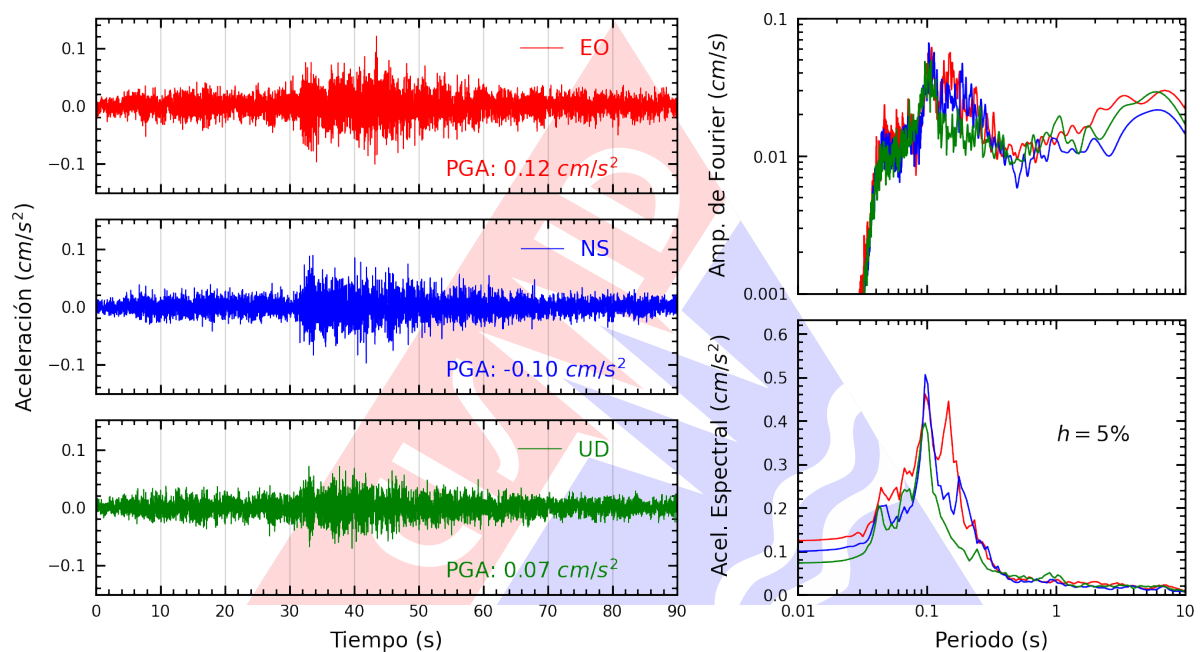 Aceleración (cm/s²)
0.1
0.0
−0.1
EO
PGA: 0.12 cm/s²
0.1
0.0
−0.1
NS
PGA: -0.10 cm/s²
0.1
0.0
−0.1
UD
PGA: 0.07 cm/s²
0 10 20 30 40 50 60 70 80 90
Tiempo (s)
Amp. de Fourier (cm/s)
0.1
0.01
0.001
Acel. Espectral (cm/s²)
0.6
0.5
0.4
0.3
0.2
0.1
0.0
h = 5%
0.01 0.1 1 10
Periodo (s)